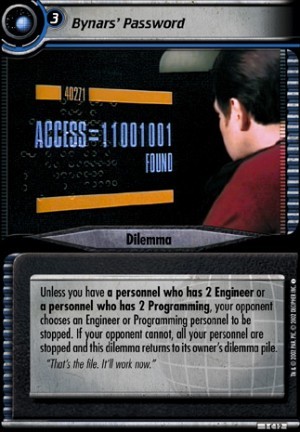 3
Bynars' Password
40271
ACCESS=11001001
FOUND
Dilemma
Unless you have a personnel who has 2 Engineer or
a personnel who has 2 Programming, your opponent
chooses an Engineer or Programming personnel to be
stopped. If your opponent cannot, all your personnel
are stopped and this dilemma returns to its owner's dilemma pile.
"That's the file. It'll work now."
1 C 12